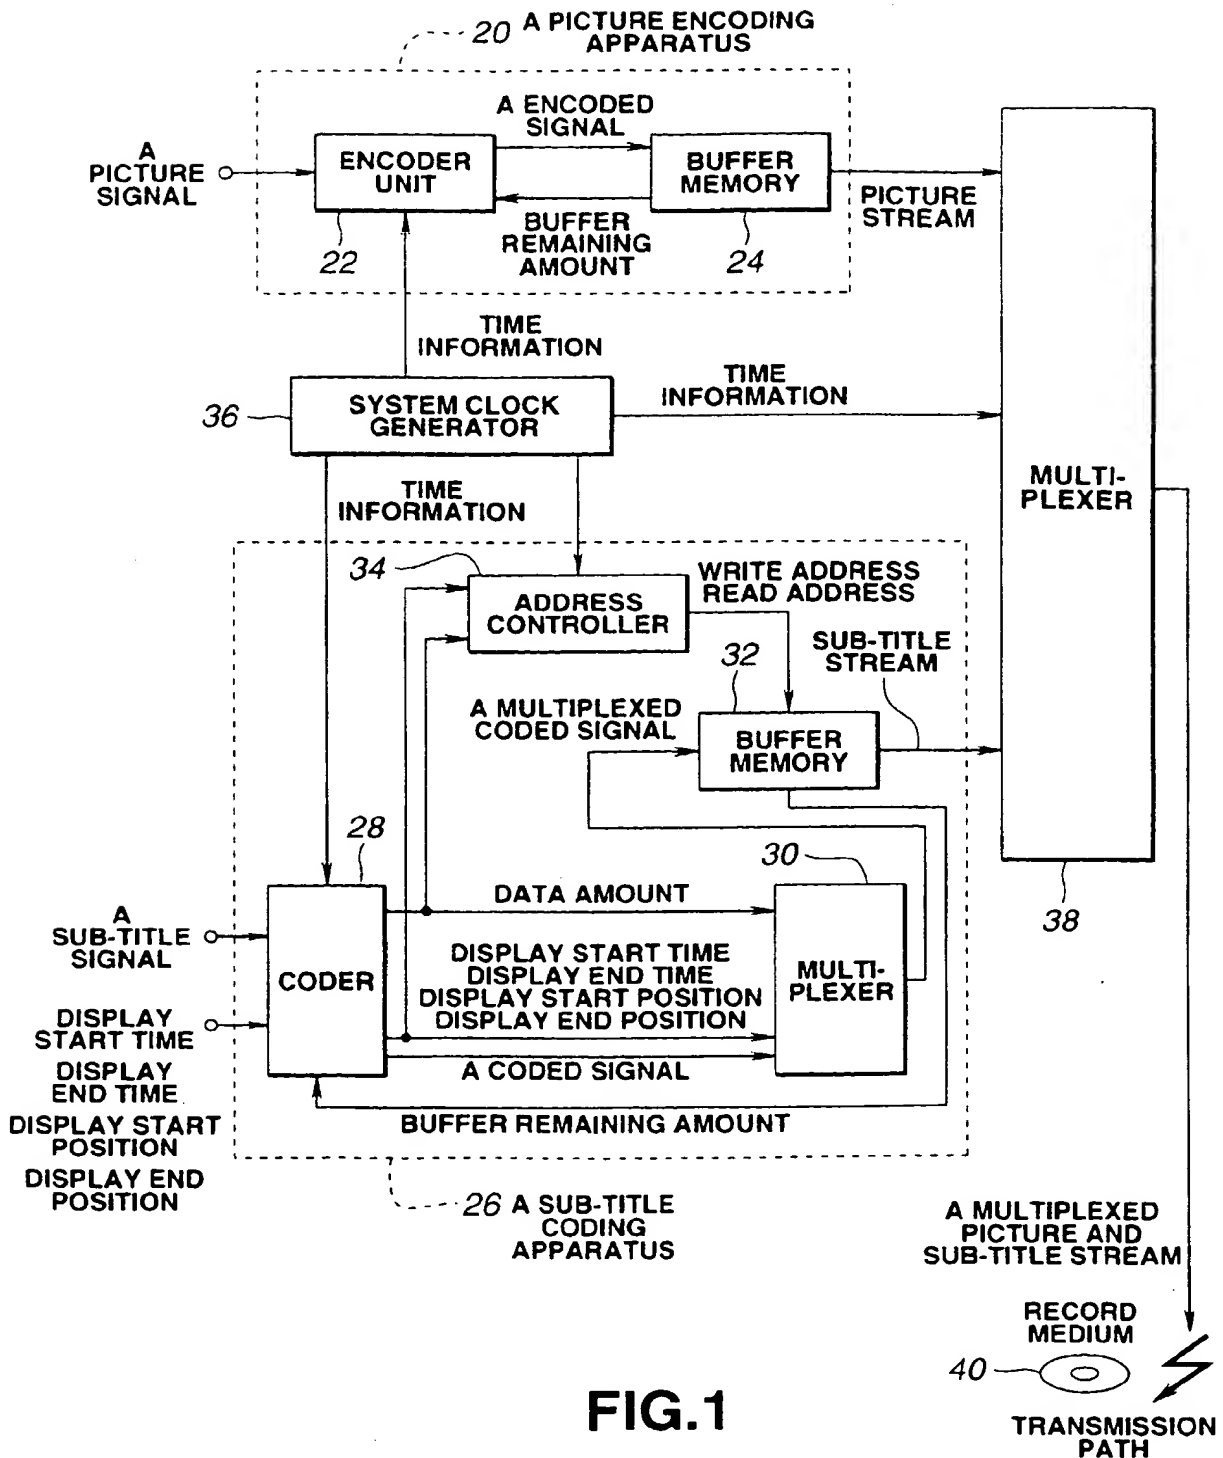 20 A PICTURE ENCODING
APPARATUS
A ENCODED
SIGNAL
A
PICTURE
SIGNAL
ENCODER
UNIT
BUFFER
MEMORY
PICTURE
STREAM
BUFFER
REMAINING
AMOUNT
22
24
TIME
INFORMATION
36
SYSTEM CLOCK
GENERATOR
TIME
INFORMATION
MULTI-
PLEXER
TIME
INFORMATION
34
ADDRESS
CONTROLLER
WRITE ADDRESS
READ ADDRESS
SUB-TITLE
STREAM
32
A MULTIPLEXED
CODED SIGNAL
BUFFER
MEMORY
28
30
38
A
SUB-TITLE
SIGNAL
CODER
DATA AMOUNT
DISPLAY START TIME
DISPLAY END TIME
DISPLAY START POSITION
DISPLAY END POSITION
MULTI-
PLEXER
A CODED SIGNAL
DISPLAY
START TIME
DISPLAY
END TIME
DISPLAY START
POSITION
DISPLAY END
POSITION
BUFFER REMAINING AMOUNT
26 A SUB-TITLE
CODING
APPARATUS
A MULTIPLEXED
PICTURE AND
SUB-TITLE STREAM
RECORD
MEDIUM
40
TRANSMISSION
PATH
FIG.1